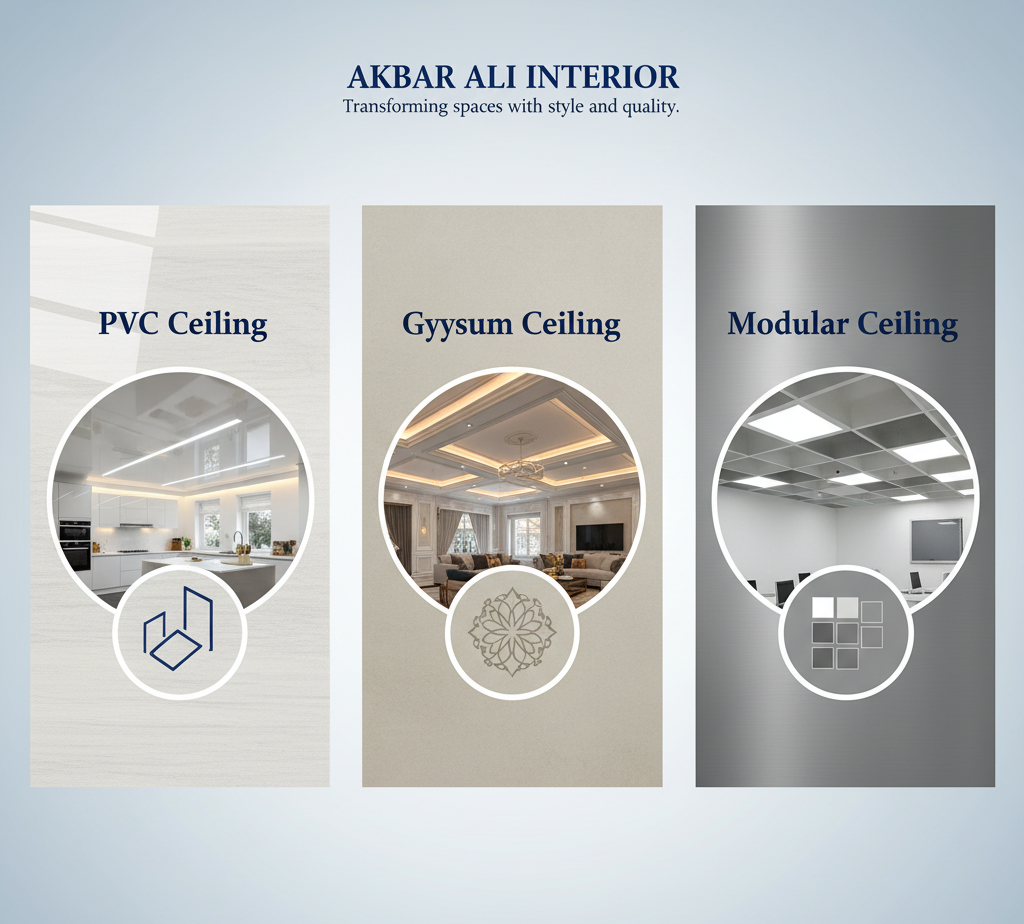 AKBAR ALI INTERIOR
Transforming spaces with style and quality.
PVC Ceiling
Gyysum Ceiling
Modular Ceiling